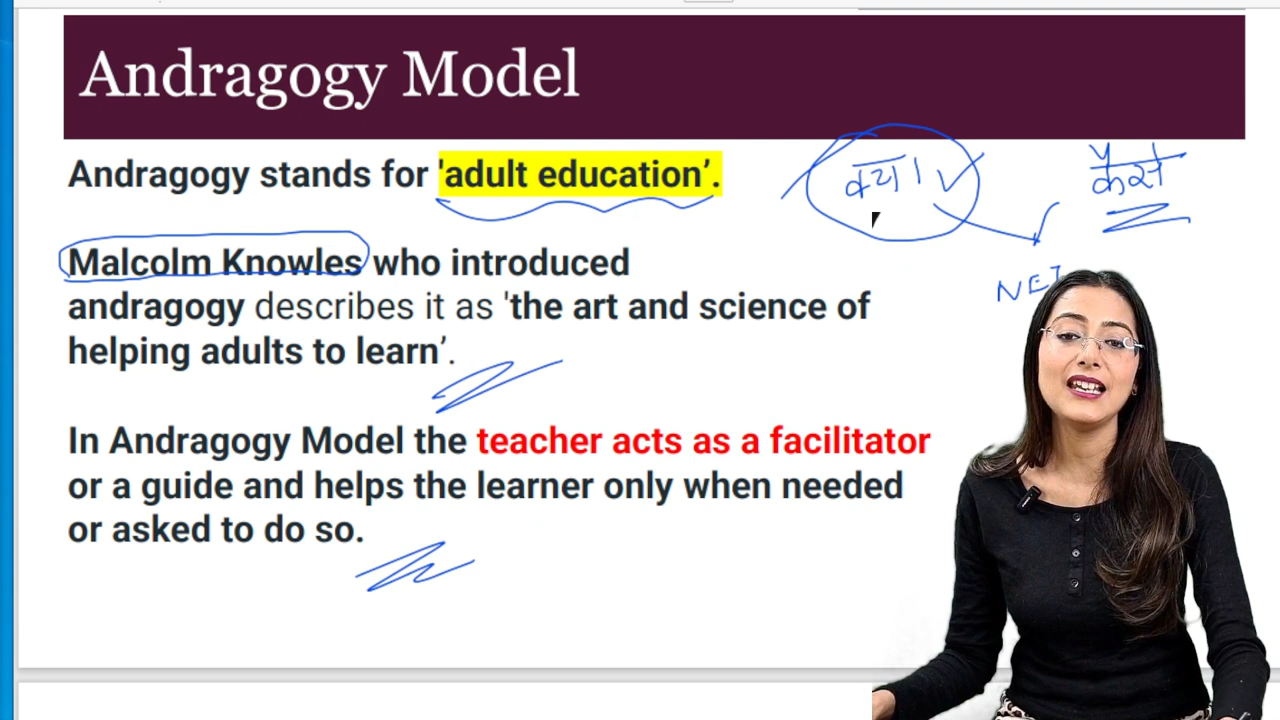 Andragogy Model
Andragogy stands for 'adult education’.
क्या
Malcolm Knowles who introduced
andragogy describes it as 'the art and science of
helping adults to learn’.
In Andragogy Model the teacher acts as a facilitator
or a guide and helps the learner only when needed
or asked to do so.